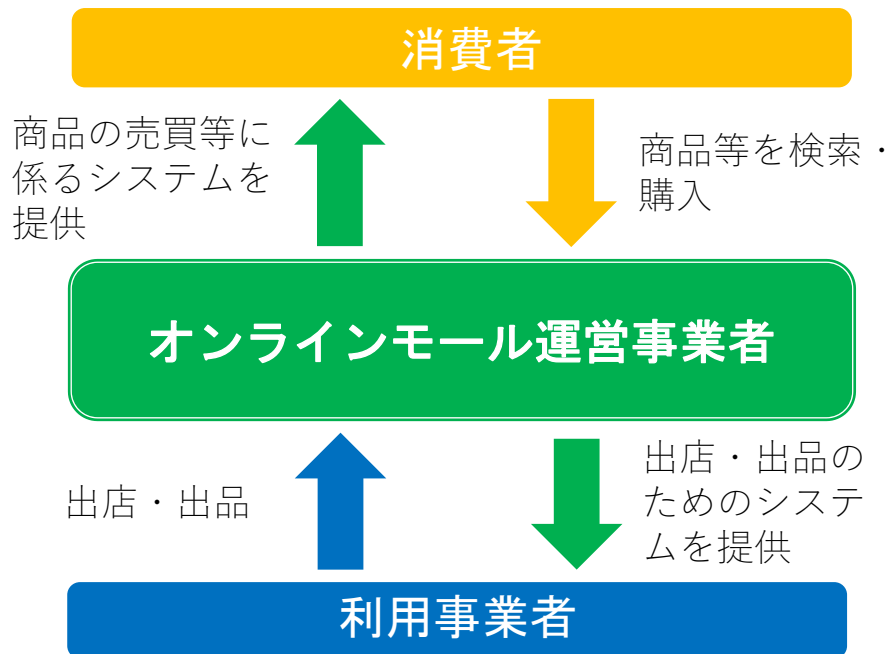 消費者
商品の売買等に
係るシステムを
提供
商品等を検索・
購入
オンラインモール運営事業者
出店・出品
出店・出品の
ためのシステ
ムを提供
利用事業者